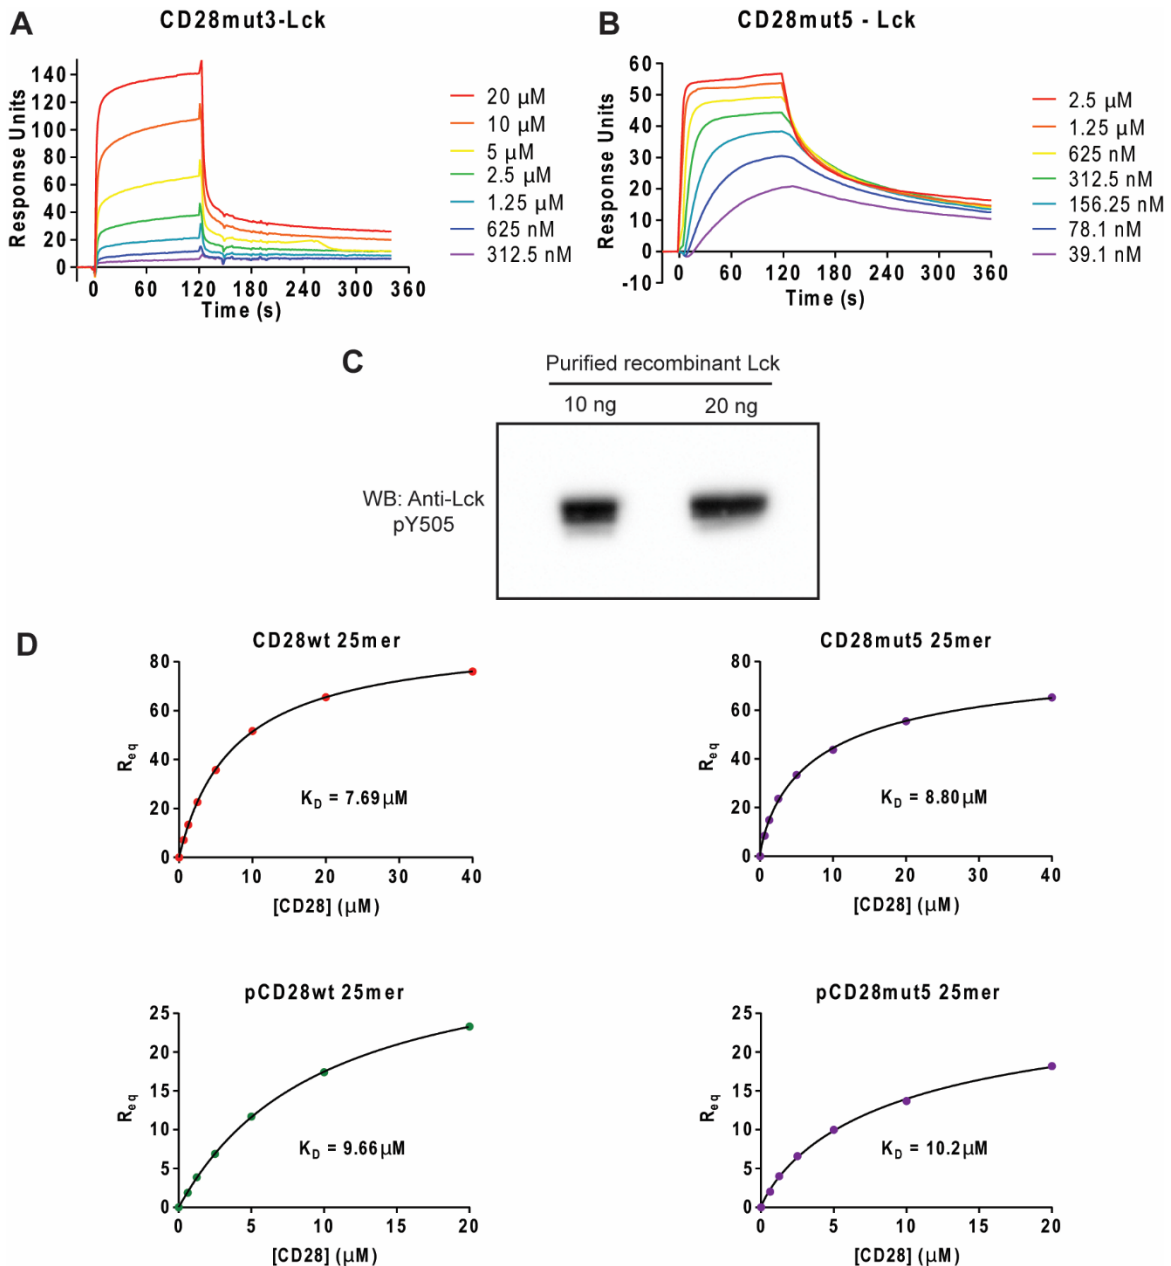 A
CD28mut3-Lck
Response Units
140
120
100
80
60
40
20
0
0 60 120 180 240 300 360
Time (s)
20 µM
10 µM
5 µM
2.5 µM
1.25 µM
625 nM
312.5 nM
B
CD28mut5 - Lck
Response Units
60
50
40
30
20
10
0
-10
0 60 120 180 240 300 360
Time (s)
2.5 µM
1.25 µM
625 nM
312.5 nM
156.25 nM
78.1 nM
39.1 nM
C
Purified recombinant Lck
10 ng 20 ng
WB: Anti-Lck
pY505
D
CD28wt 25mer
Req
80
60
40
20
0
KD = 7.69 µM
0 10 20 30 40
[CD28] (µM)
CD28mut5 25mer
Req
80
60
40
20
0
KD = 8.80 µM
0 10 20 30 40
[CD28] (µM)
pCD28wt 25mer
Req
25
20
15
10
5
0
KD = 9.66 µM
0 5 10 15 20
[CD28] (µM)
pCD28mut5 25mer
Req
25
20
15
10
5
0
KD = 10.2 µM
0 5 10 15 20
[CD28] (µM)